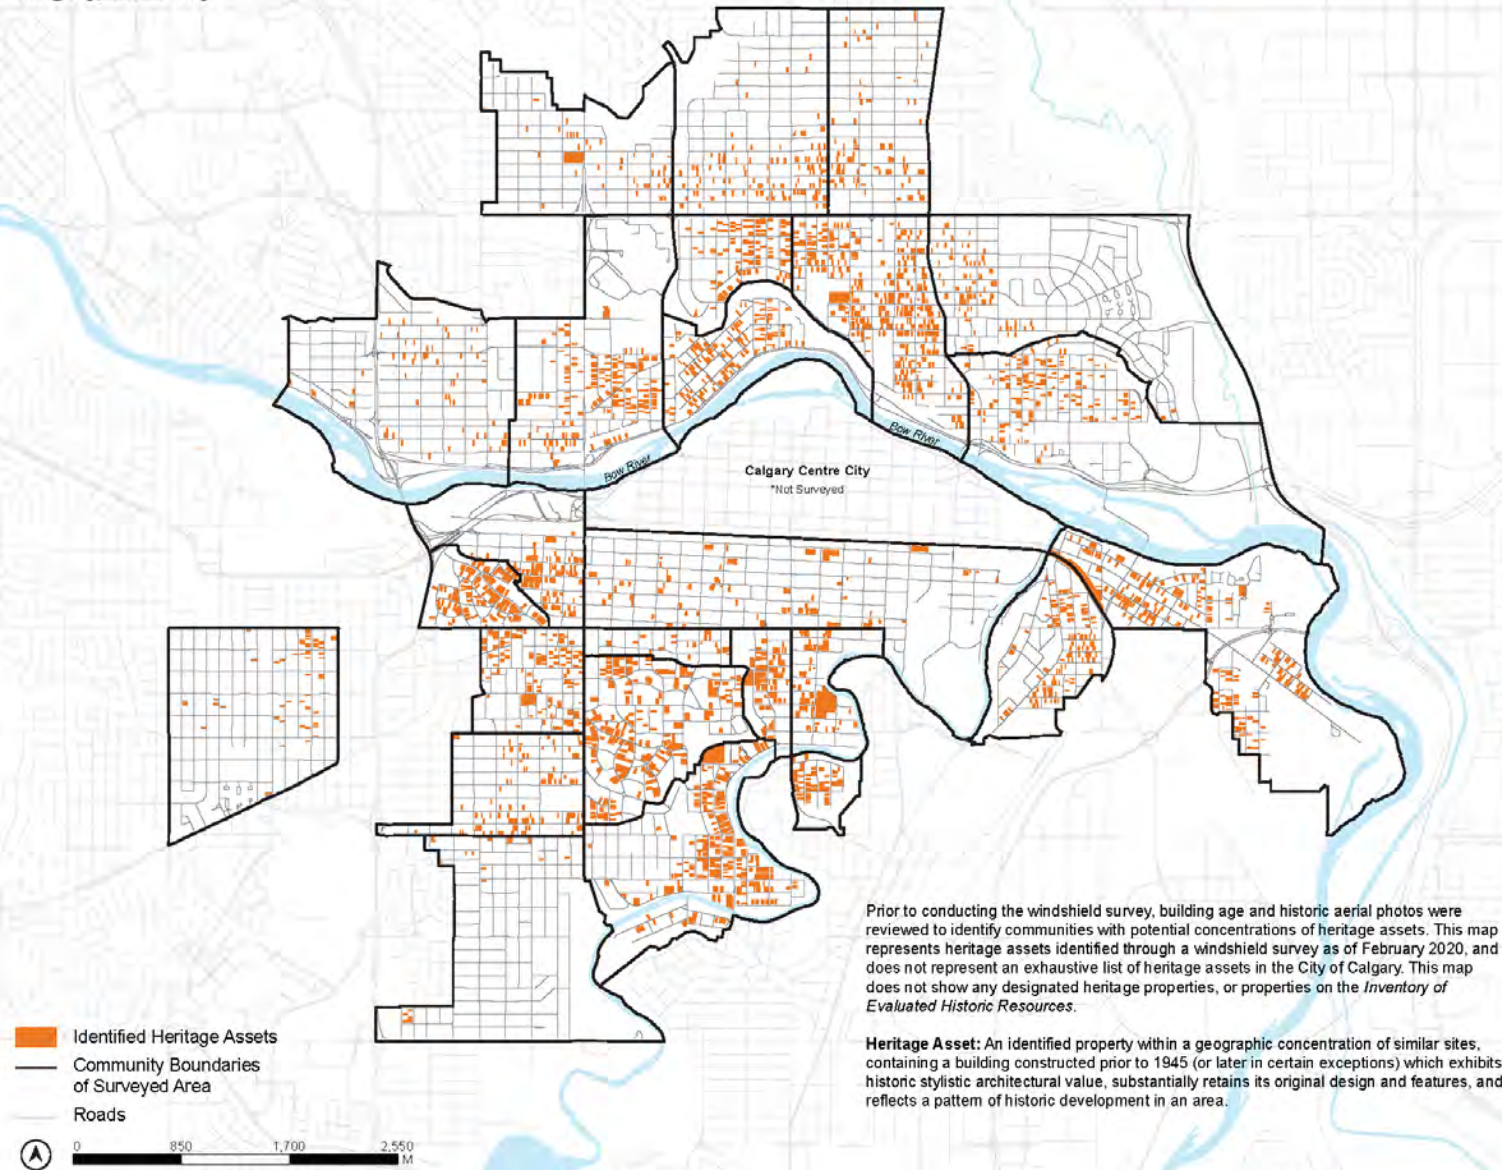 Bow River
Bow River
Calgary Centre City
*Not Surveyed
Prior to conducting the windshield survey, building age and historic aerial photos were
reviewed to identify communities with potential concentrations of heritage assets. This map
represents heritage assets identified through a windshield survey as of February 2020, and
does not represent an exhaustive list of heritage assets in the City of Calgary. This map
does not show any designated heritage properties, or properties on the Inventory of
Evaluated Historic Resources.
Heritage Asset: An identified property within a geographic concentration of similar sites,
containing a building constructed prior to 1945 (or later in certain exceptions) which exhibits
historic stylistic architectural value, substantially retains its original design and features, and
reflects a pattern of historic development in an area.
Identified Heritage Assets
Community Boundaries
of Surveyed Area
Roads
0 850 1,700 2,550
M